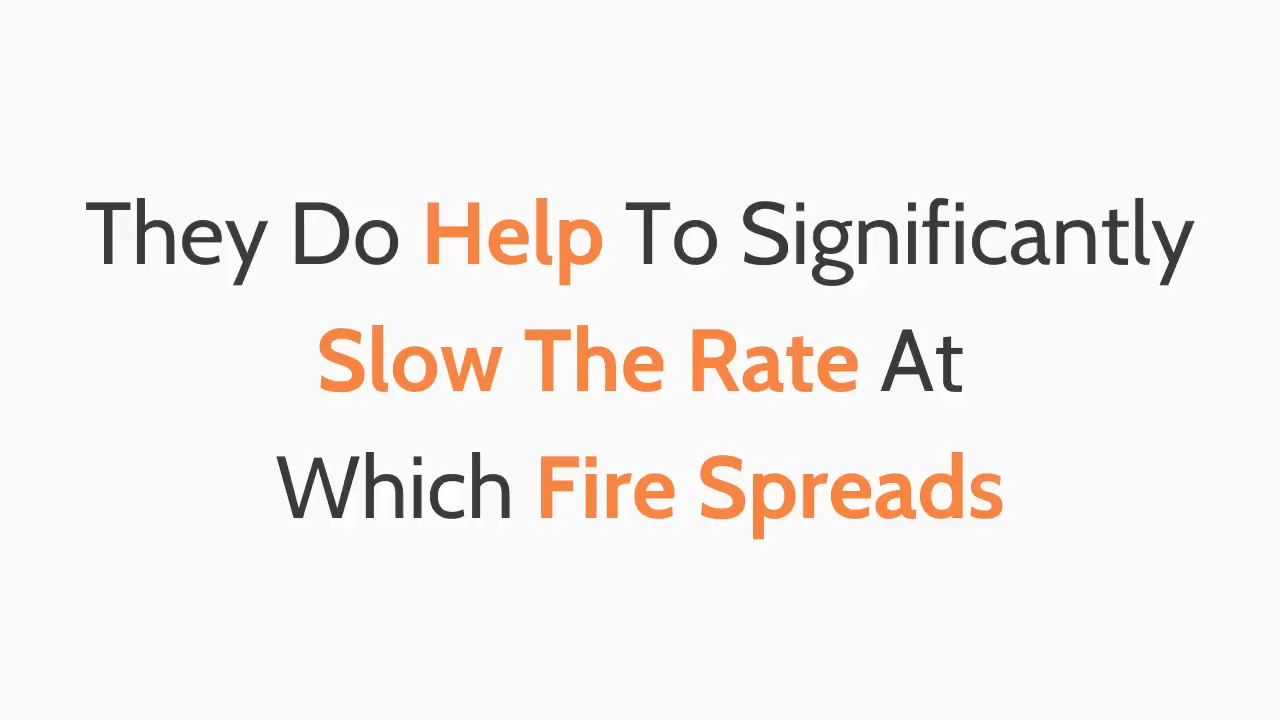 They Do Help To Significantly
Slow The Rate At
Which Fire Spreads